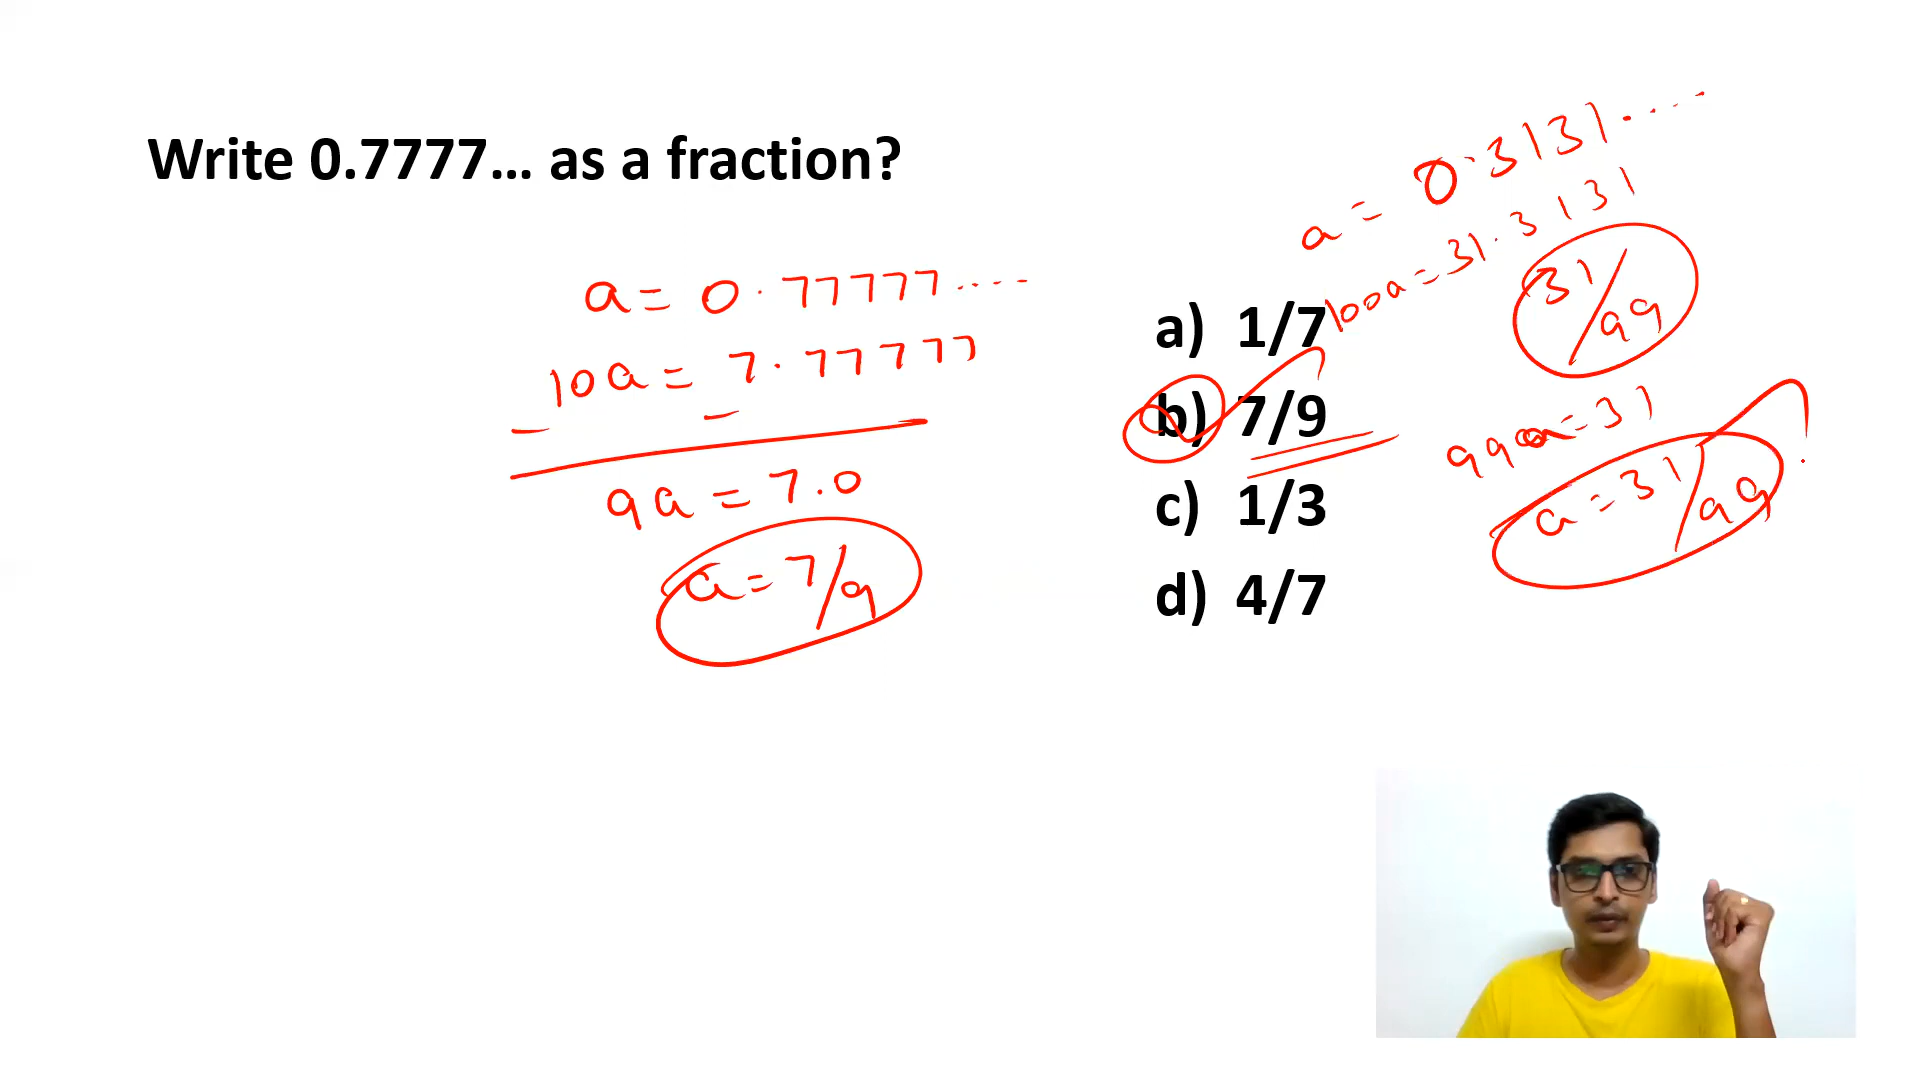 Write 0.7777... as a fraction?
a = 0.77777....
10a = 7.77777
9a = 7.0
a = 7/9
a) 1/7
b) 7/9
c) 1/3
d) 4/7
a = 0.3131....
100a = 31.3131
31/99
99a = 31
a = 31/99